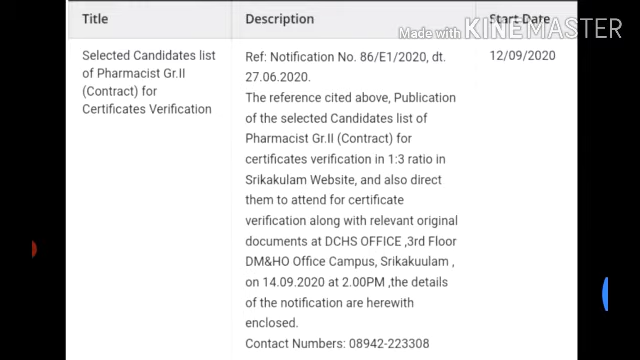 Title Description Start Date
Made with KINEMASTER
Selected Candidates list
of Pharmacist Gr.II
(Contract) for
Certificates Verification
Ref: Notification No. 86/E1/2020, dt.
27.06.2020.
The reference cited above, Publication
of the selected Candidates list of
Pharmacist Gr.II (Contract) for
certificates verification in 1:3 ratio in
Srikakulam Website, and also direct
them to attend for certificate
verification along with relevant original
documents at DCHS OFFICE ,3rd Floor
DM&HO Office Campus, Srikakuulam ,
on 14.09.2020 at 2.00PM ,the details
of the notification are herewith
enclosed.
Contact Numbers: 08942-223308
12/09/2020